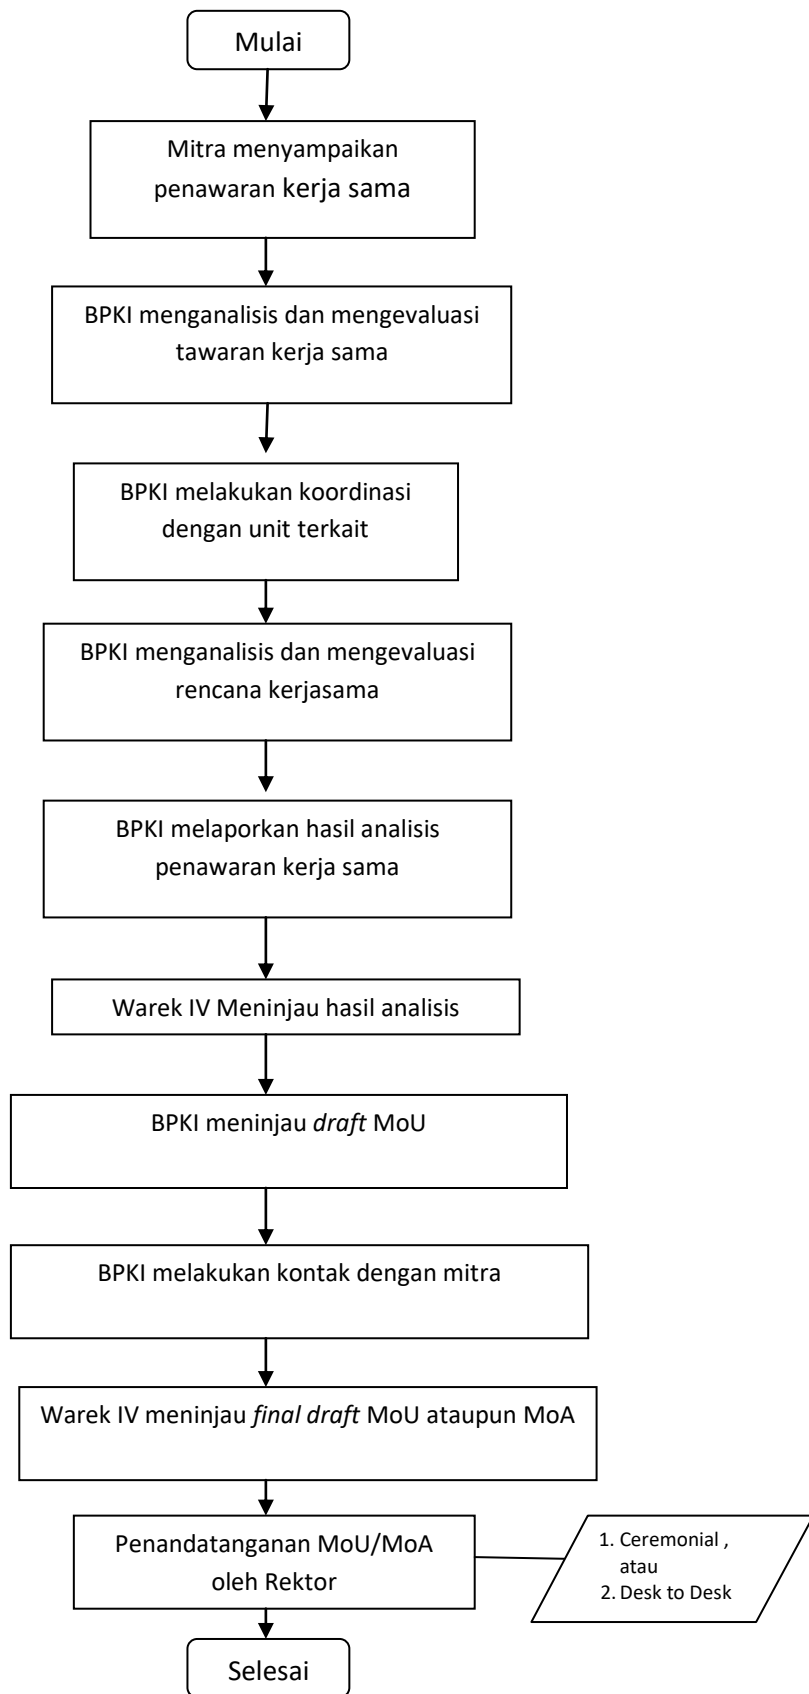 Mulai
Mitra menyampaikan
penawaran kerja sama
BPKI menganalisis dan mengevaluasi
tawaran kerja sama
BPKI melakukan koordinasi
dengan unit terkait
BPKI menganalisis dan mengevaluasi
rencana kerjasama
BPKI melaporkan hasil analisis
penawaran kerja sama
Warek IV Meninjau hasil analisis
BPKI meninjau draft MoU
BPKI melakukan kontak dengan mitra
Warek IV meninjau final draft MoU ataupun MoA
Penandatanganan MoU/MoA
oleh Rektor
1. Ceremonial ,
atau
2. Desk to Desk
Selesai